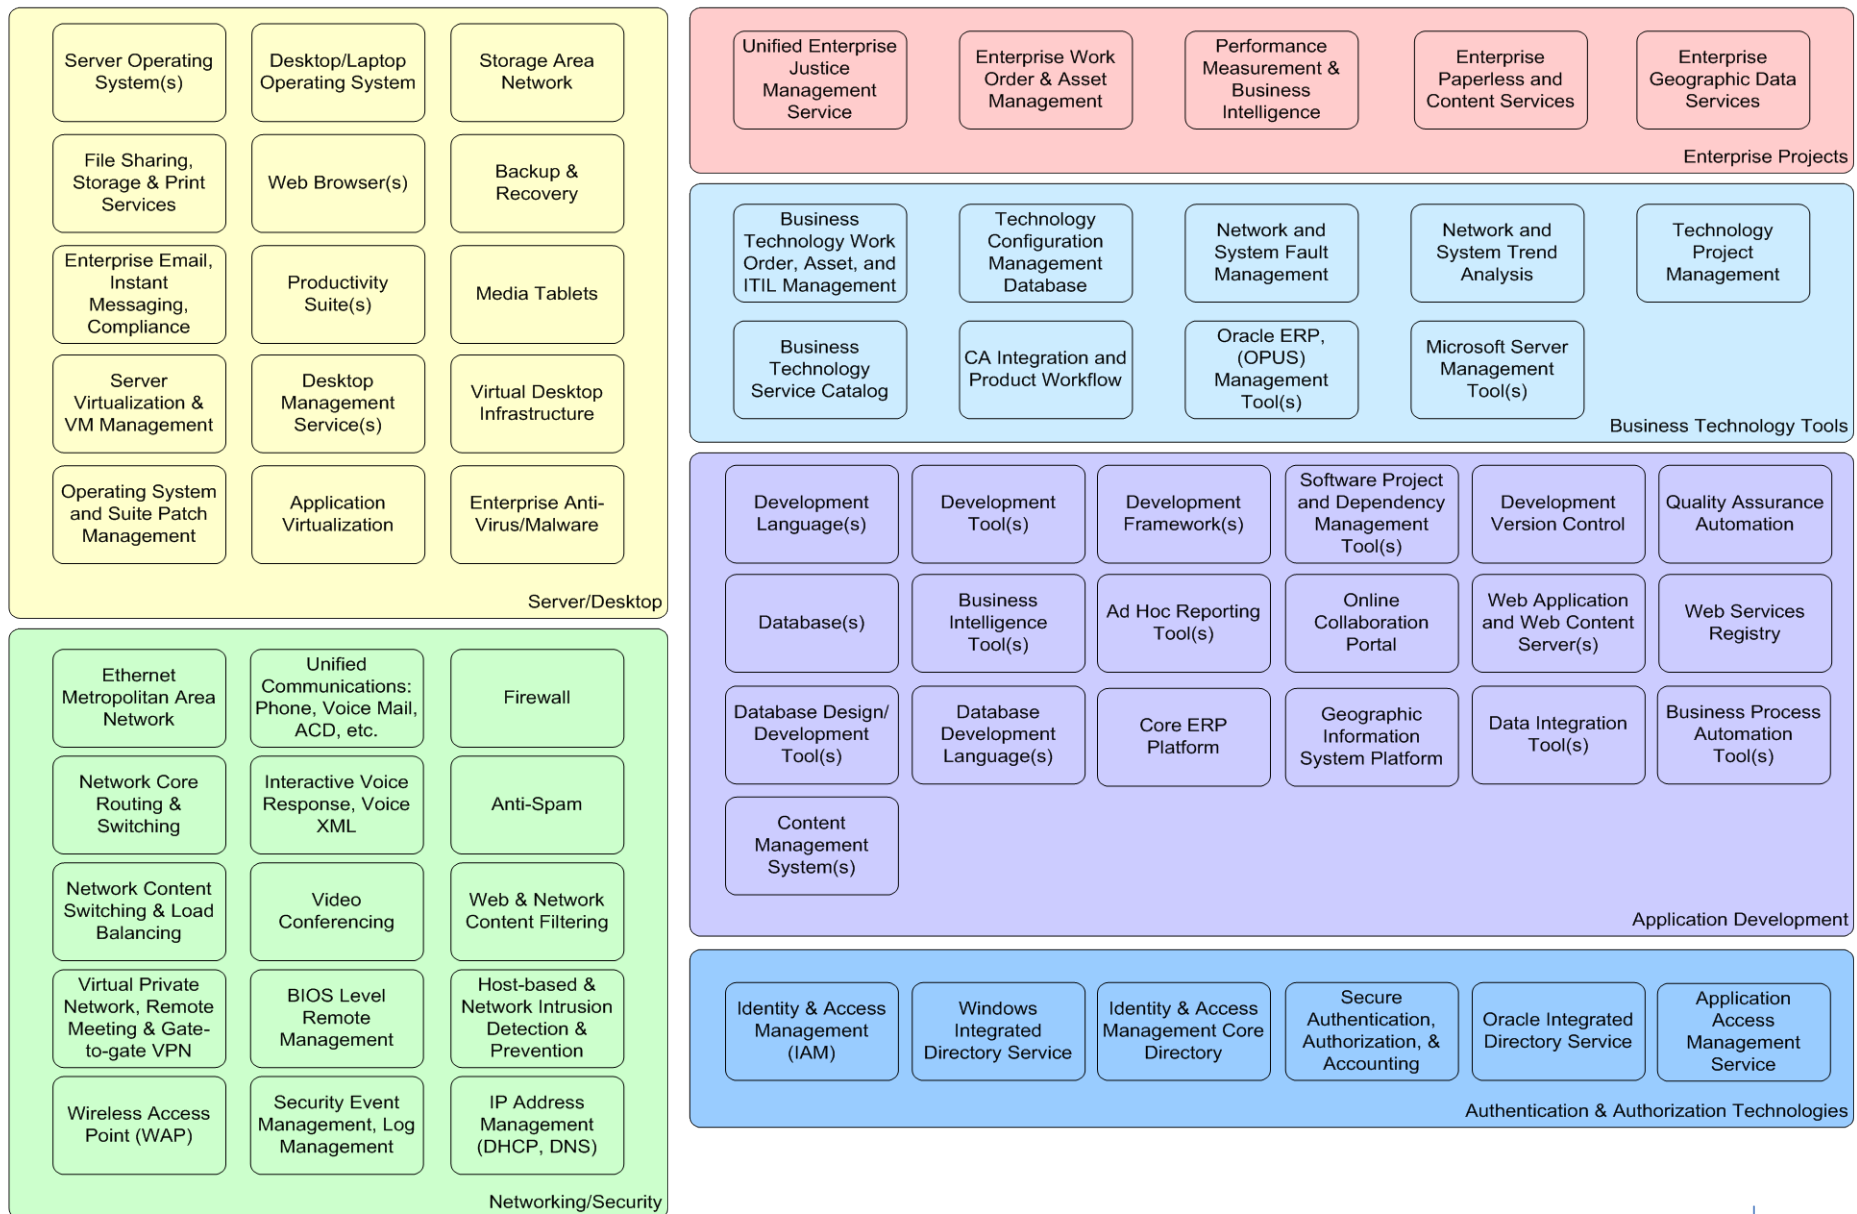 Server Operating
System(s)
Desktop/Laptop
Operating System
Storage Area
Network
File Sharing,
Storage & Print
Services
Web Browser(s)
Backup &
Recovery
Enterprise Email,
Instant
Messaging,
Compliance
Productivity
Suite(s)
Media Tablets
Server
Virtualization &
VM Management
Desktop
Management
Service(s)
Virtual Desktop
Infrastructure
Operating System
and Suite Patch
Management
Application
Virtualization
Enterprise Anti-
Virus/Malware
Server/Desktop
Ethernet
Metropolitan Area
Network
Unified
Communications:
Phone, Voice Mail,
ACD, etc.
Firewall
Network Core
Routing &
Switching
Interactive Voice
Response, Voice
XML
Anti-Spam
Network Content
Switching & Load
Balancing
Video
Conferencing
Web & Network
Content Filtering
Virtual Private
Network, Remote
Meeting & Gate-
to-gate VPN
BIOS Level
Remote
Management
Host-based &
Network Intrusion
Detection &
Prevention
Wireless Access
Point (WAP)
Security Event
Management, Log
Management
IP Address
Management
(DHCP, DNS)
Networking/Security
Unified Enterprise
Justice
Management
Service
Enterprise Work
Order & Asset
Management
Performance
Measurement &
Business
Intelligence
Enterprise
Paperless and
Content Services
Enterprise
Geographic Data
Services
Enterprise Projects
Business
Technology Work
Order, Asset, and
ITIL Management
Technology
Configuration
Management
Database
Network and
System Fault
Management
Network and
System Trend
Analysis
Technology
Project
Management
Business
Technology
Service Catalog
CA Integration and
Product Workflow
Oracle ERP,
(OPUS)
Management
Tool(s)
Microsoft Server
Management
Tool(s)
Business Technology Tools
Development
Language(s)
Development
Tool(s)
Development
Framework(s)
Software Project
and Dependency
Management
Tool(s)
Development
Version Control
Quality Assurance
Automation
Database(s)
Business
Intelligence
Tool(s)
Ad Hoc Reporting
Tool(s)
Online
Collaboration
Portal
Web Application
and Web Content
Server(s)
Web Services
Registry
Database Design/
Development
Tool(s)
Database
Development
Language(s)
Core ERP
Platform
Geographic
Information
System Platform
Data Integration
Tool(s)
Business Process
Automation
Tool(s)
Content
Management
System(s)
Application Development
Identity & Access
Management
(IAM)
Windows
Integrated
Directory Service
Identity & Access
Management Core
Directory
Secure
Authentication,
Authorization, &
Accounting
Oracle Integrated
Directory Service
Application
Access
Management
Service
Authentication & Authorization Technologies